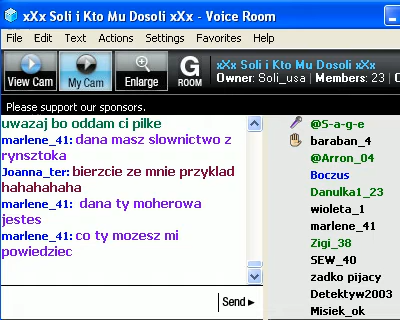 xXx Soli i Kto Mu Dosoli xXx - Voice Room
File Edit Text Actions Settings Favorites Help
View Cam My Cam Enlarge G ROOM
xXx Soli i Kto Mu Dosoli xXx
Owner: Soli_usa | Members: 23 |
Please support our sponsors.
uwazaj bo oddam ci pilke
marlene_41: dana masz slownictwo z
rynsztoka
Joanna_ter: bierzcie ze mnie przyklad
hahahahaha
marlene_41: dana ty moherowa
jestes
marlene_41: co ty mozesz mi
powiedziec
Send
@S-a-g-e
baraban_4
@Arron_04
Boczus
Danulka1_23
wioleta_1
marlene_41
Zigi_38
SEW_40
zadko pijacy
Detektyw2003
Misiek_ok